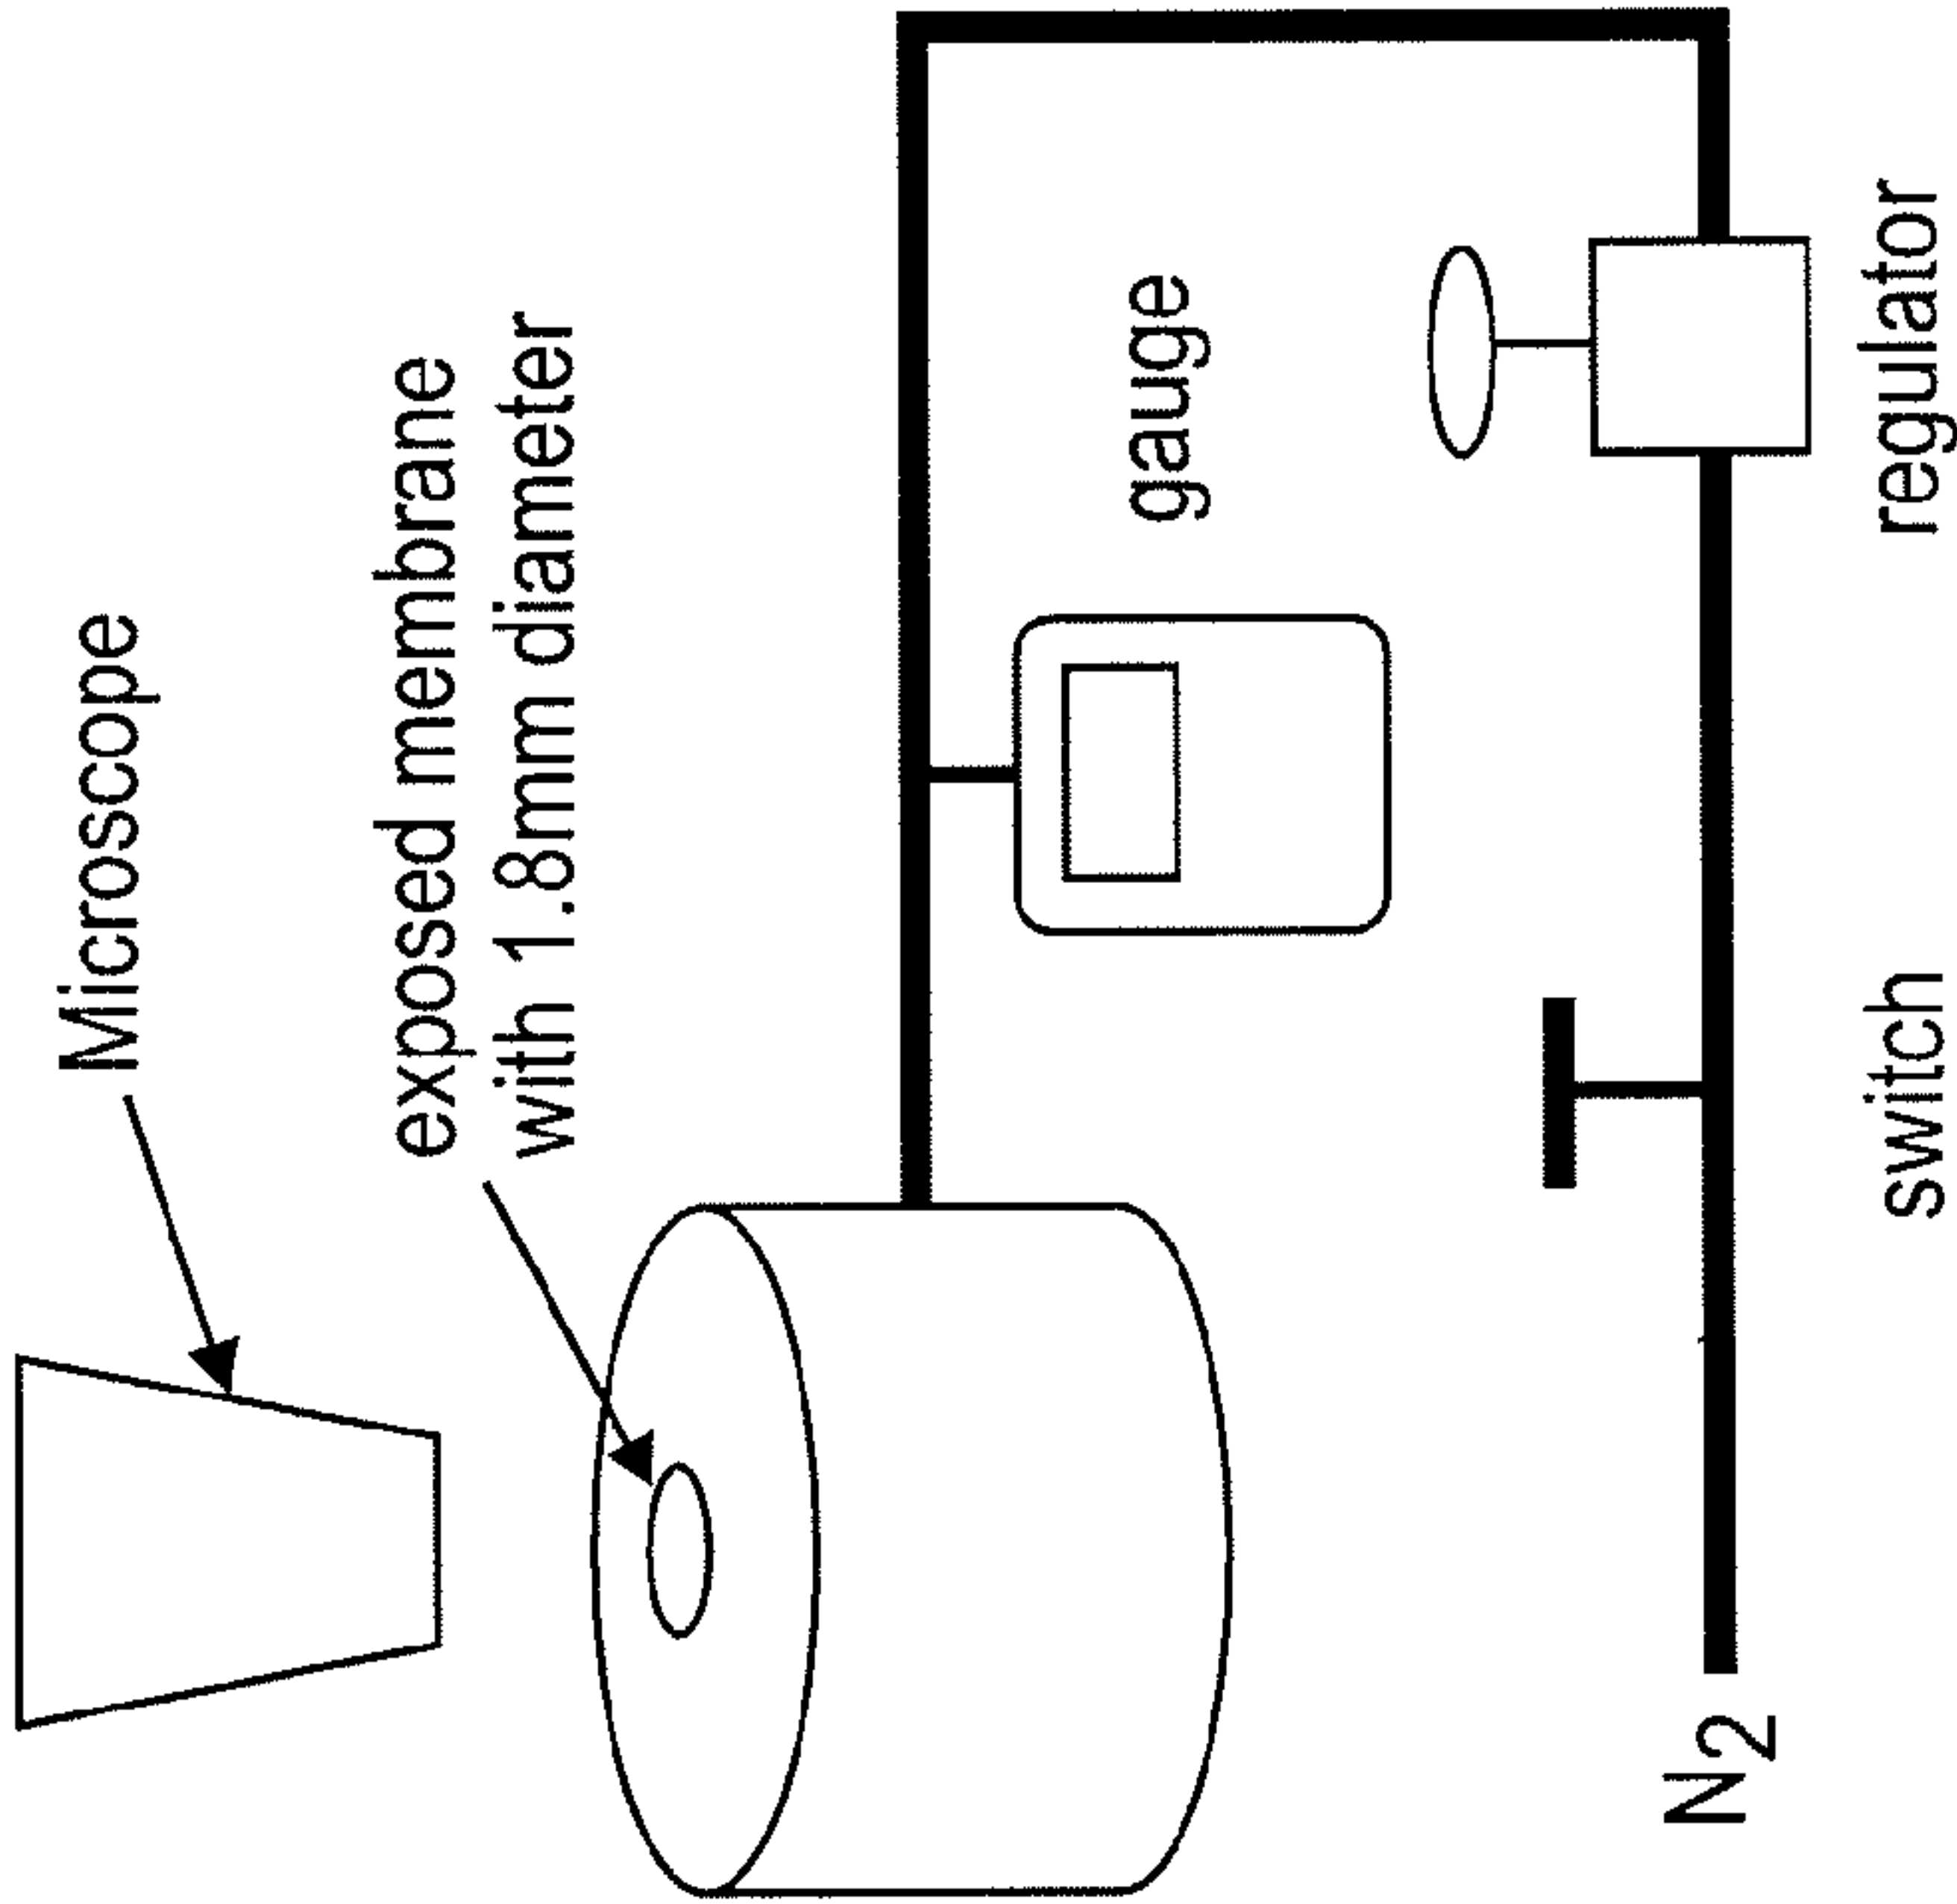 Microscope
exposed membrane
with 1.8mm diameter
gauge
N2
switch
regulator